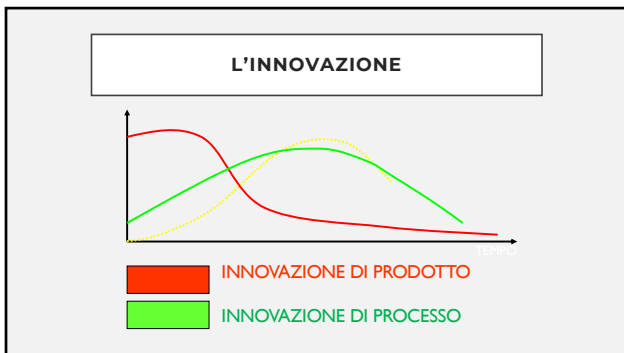 L'INNOVAZIONE
TEMPO
INNOVAZIONE DI PRODOTTO
INNOVAZIONE DI PROCESSO